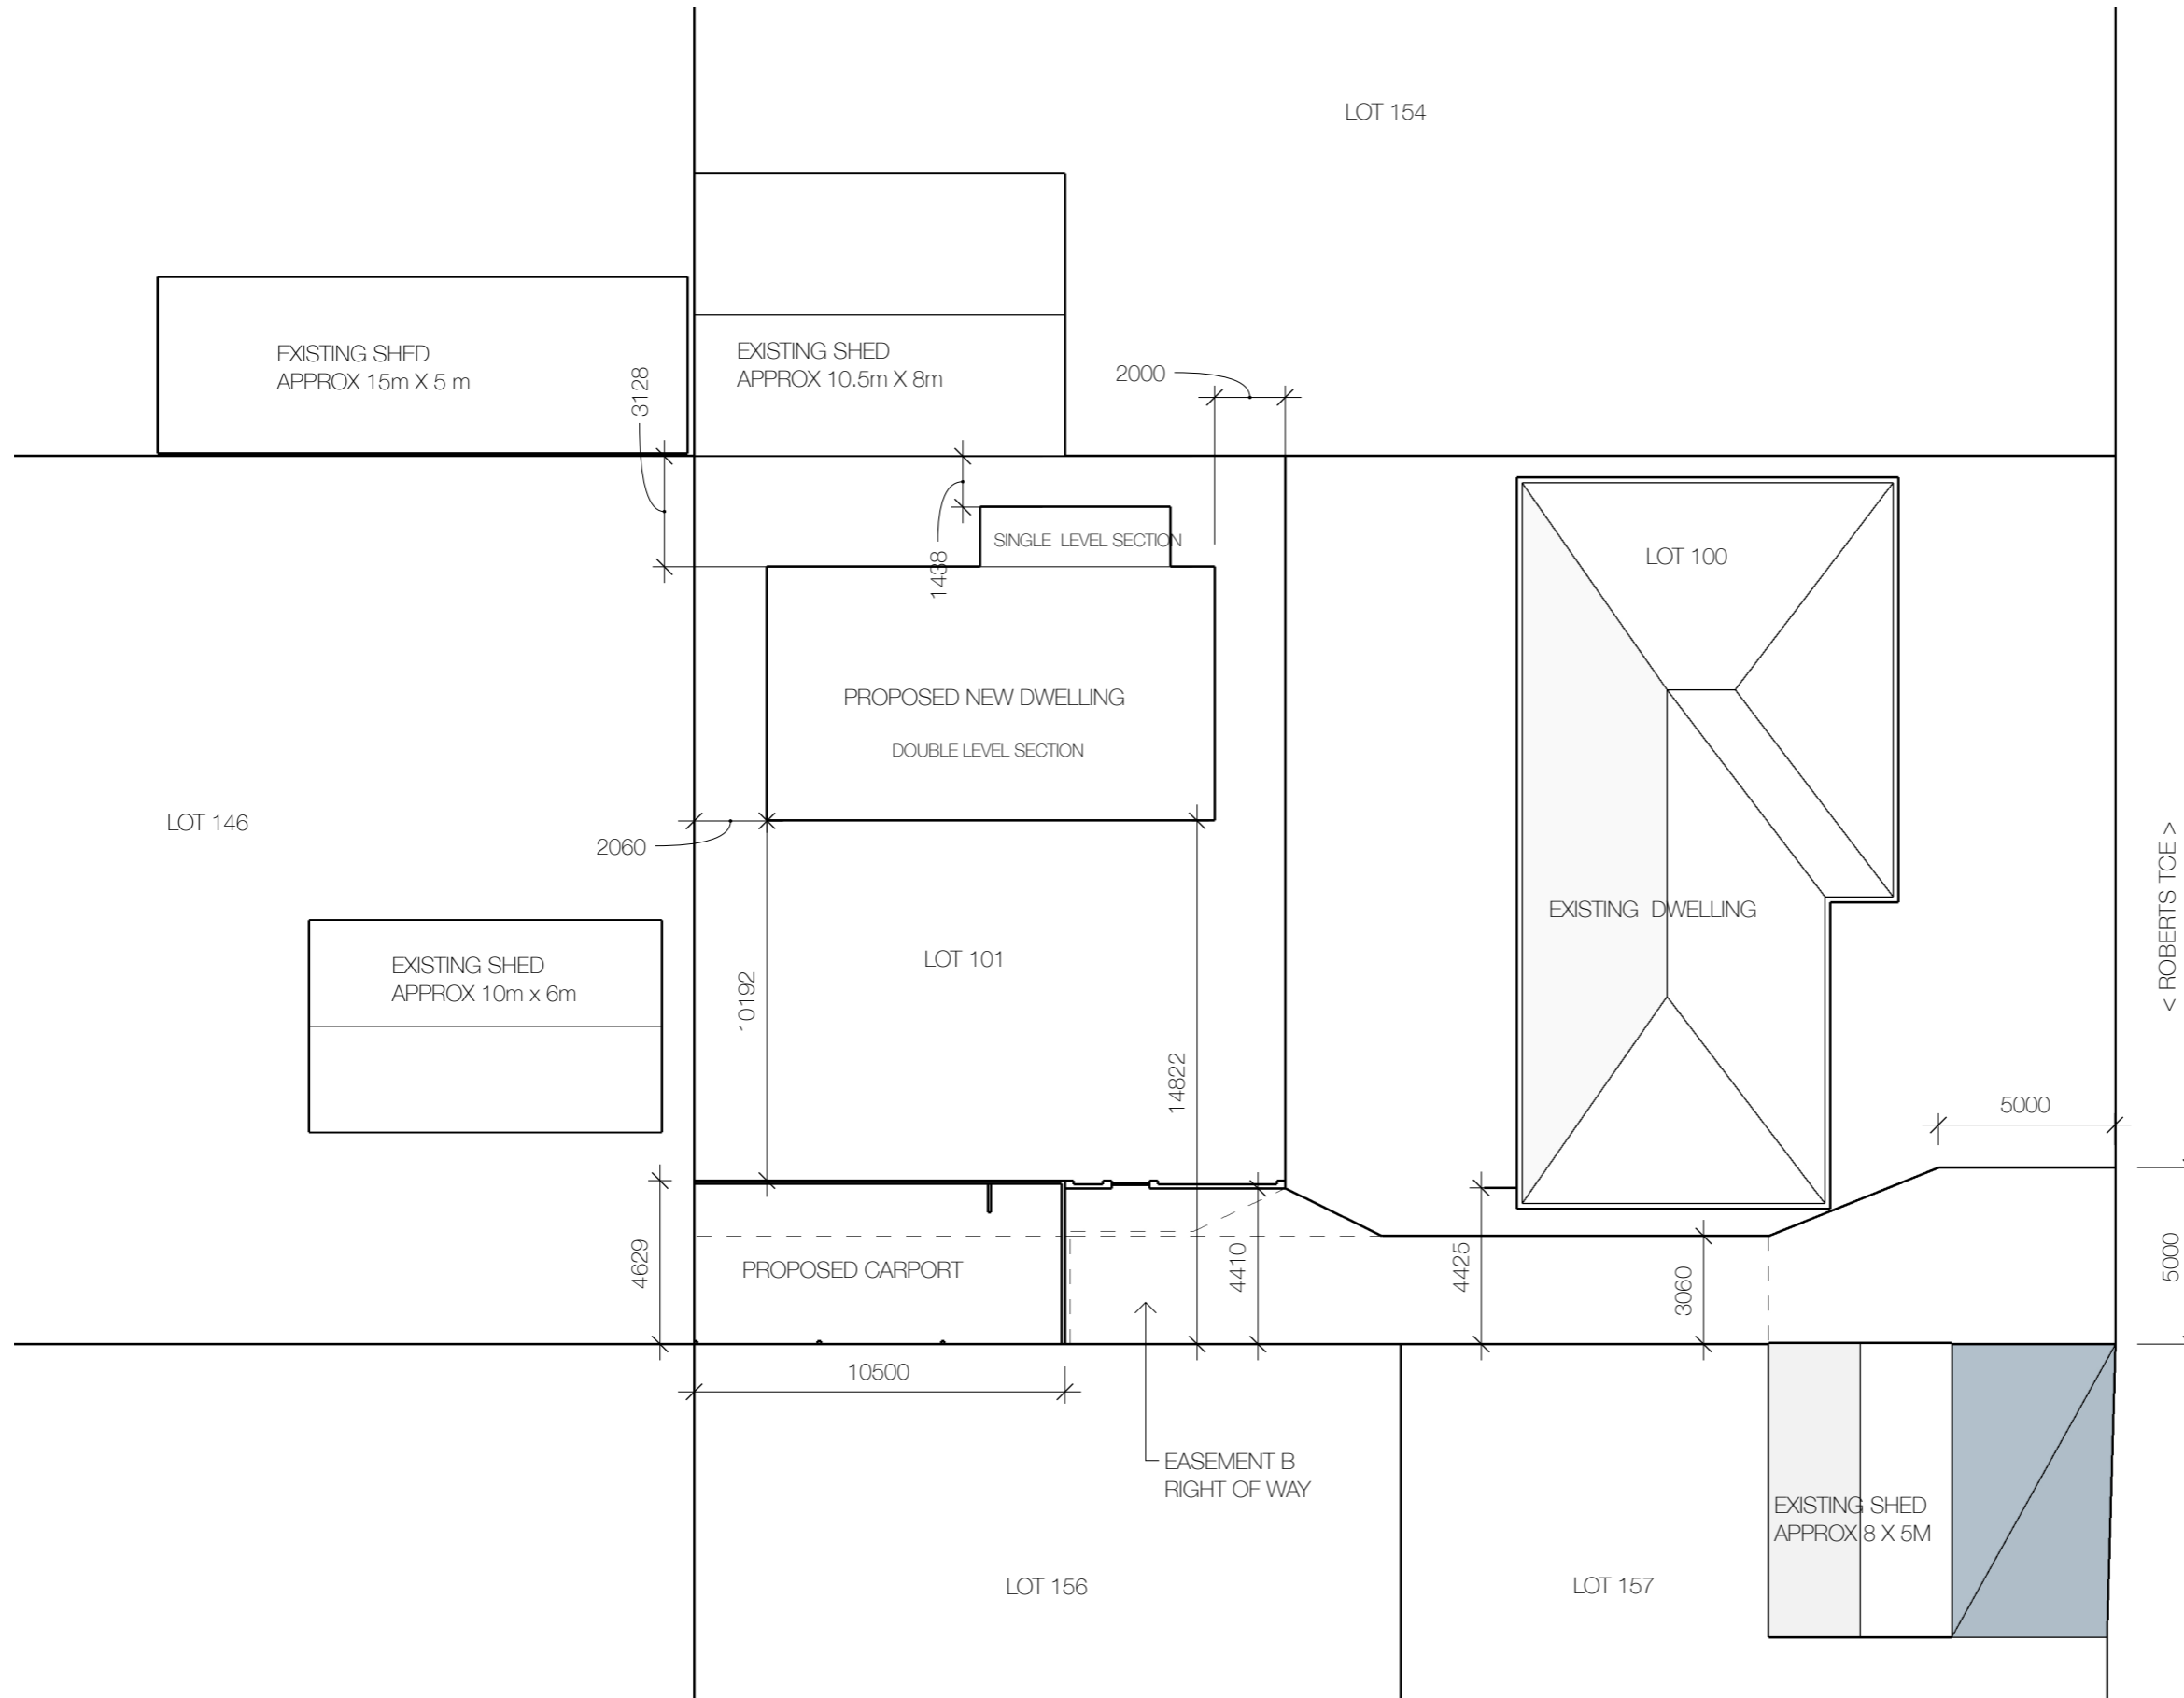 LOT 154
EXISTING SHED
APPROX 15m X 5 m
EXISTING SHED
APPROX 10.5m X 8m
3128
2000
1438
SINGLE  LEVEL SECTION
LOT 100
PROPOSED NEW DWELLING
DOUBLE LEVEL SECTION
LOT 146
2060
EXISTING  DWELLING
< ROBERTS TCE >
EXISTING SHED
APPROX 10m x 6m
LOT 101
10192
14822
5000
4629
PROPOSED CARPORT
4410
4425
3060
5000
10500
EASEMENT B
RIGHT OF WAY
EXISTING SHED
APPROX 8 X 5M
LOT 156
LOT 157